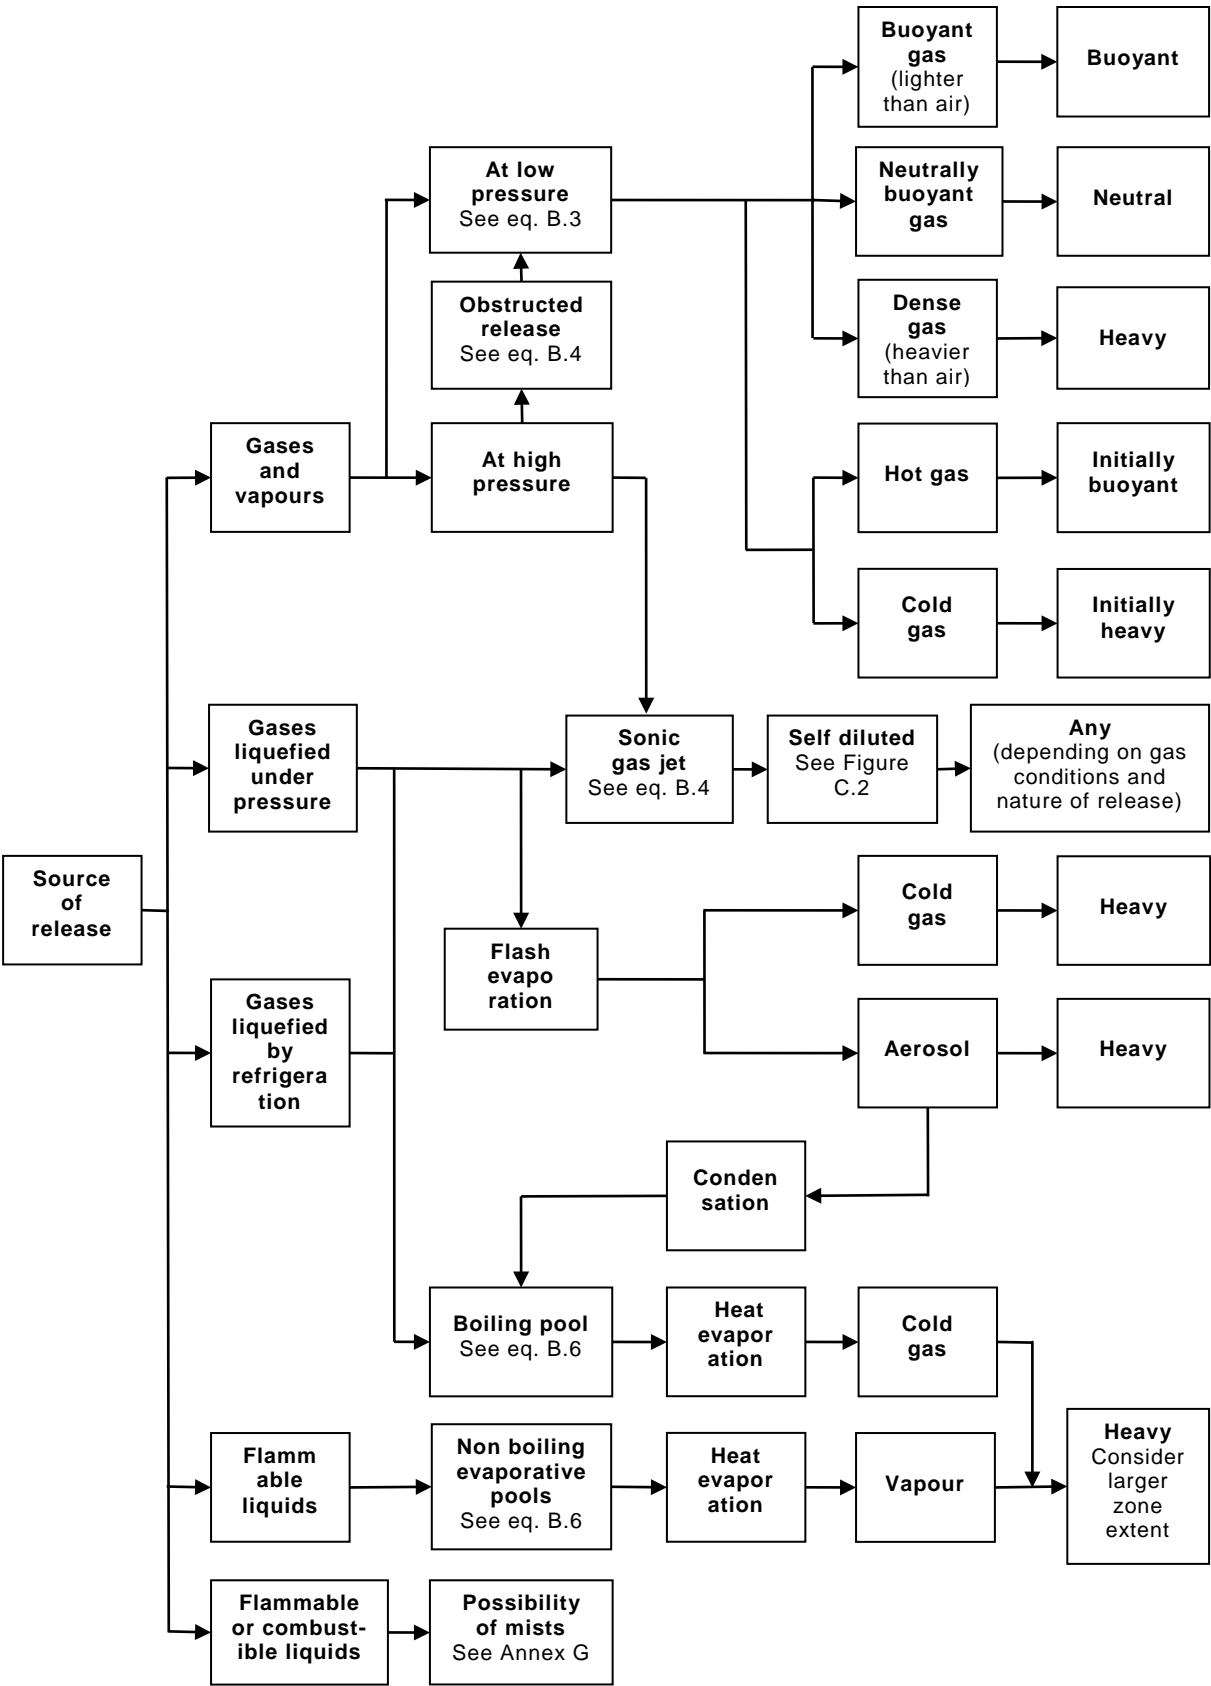 Buoyant
gas
(lighter
than air)
Buoyant
At low
pressure
See eq. B.3
Neutrally
buoyant
gas
Neutral
Obstructed
release
See eq. B.4
Dense
gas
(heavier
than air)
Heavy
Gases
and
vapours
At high
pressure
Hot gas
Initially
buoyant
Cold
gas
Initially
heavy
Gases
liquefied
under
pressure
Sonic
gas jet
See eq. B.4
Self diluted
See Figure
C.2
Any
(depending on gas
conditions and
nature of release)
Source
of
release
Cold
gas
Heavy
Flash
evapo
ration
Gases
liquefied
by
refrigera
tion
Aerosol
Heavy
Conden
sation
Boiling pool
See eq. B.6
Heat
evapor
ation
Cold
gas
Flamm
able
liquids
Non boiling
evaporative
pools
See eq. B.6
Heat
evapor
ation
Vapour
Heavy
Consider
larger
zone
extent
Flammable
or combust-
ible liquids
Possibility
of mists
See Annex G